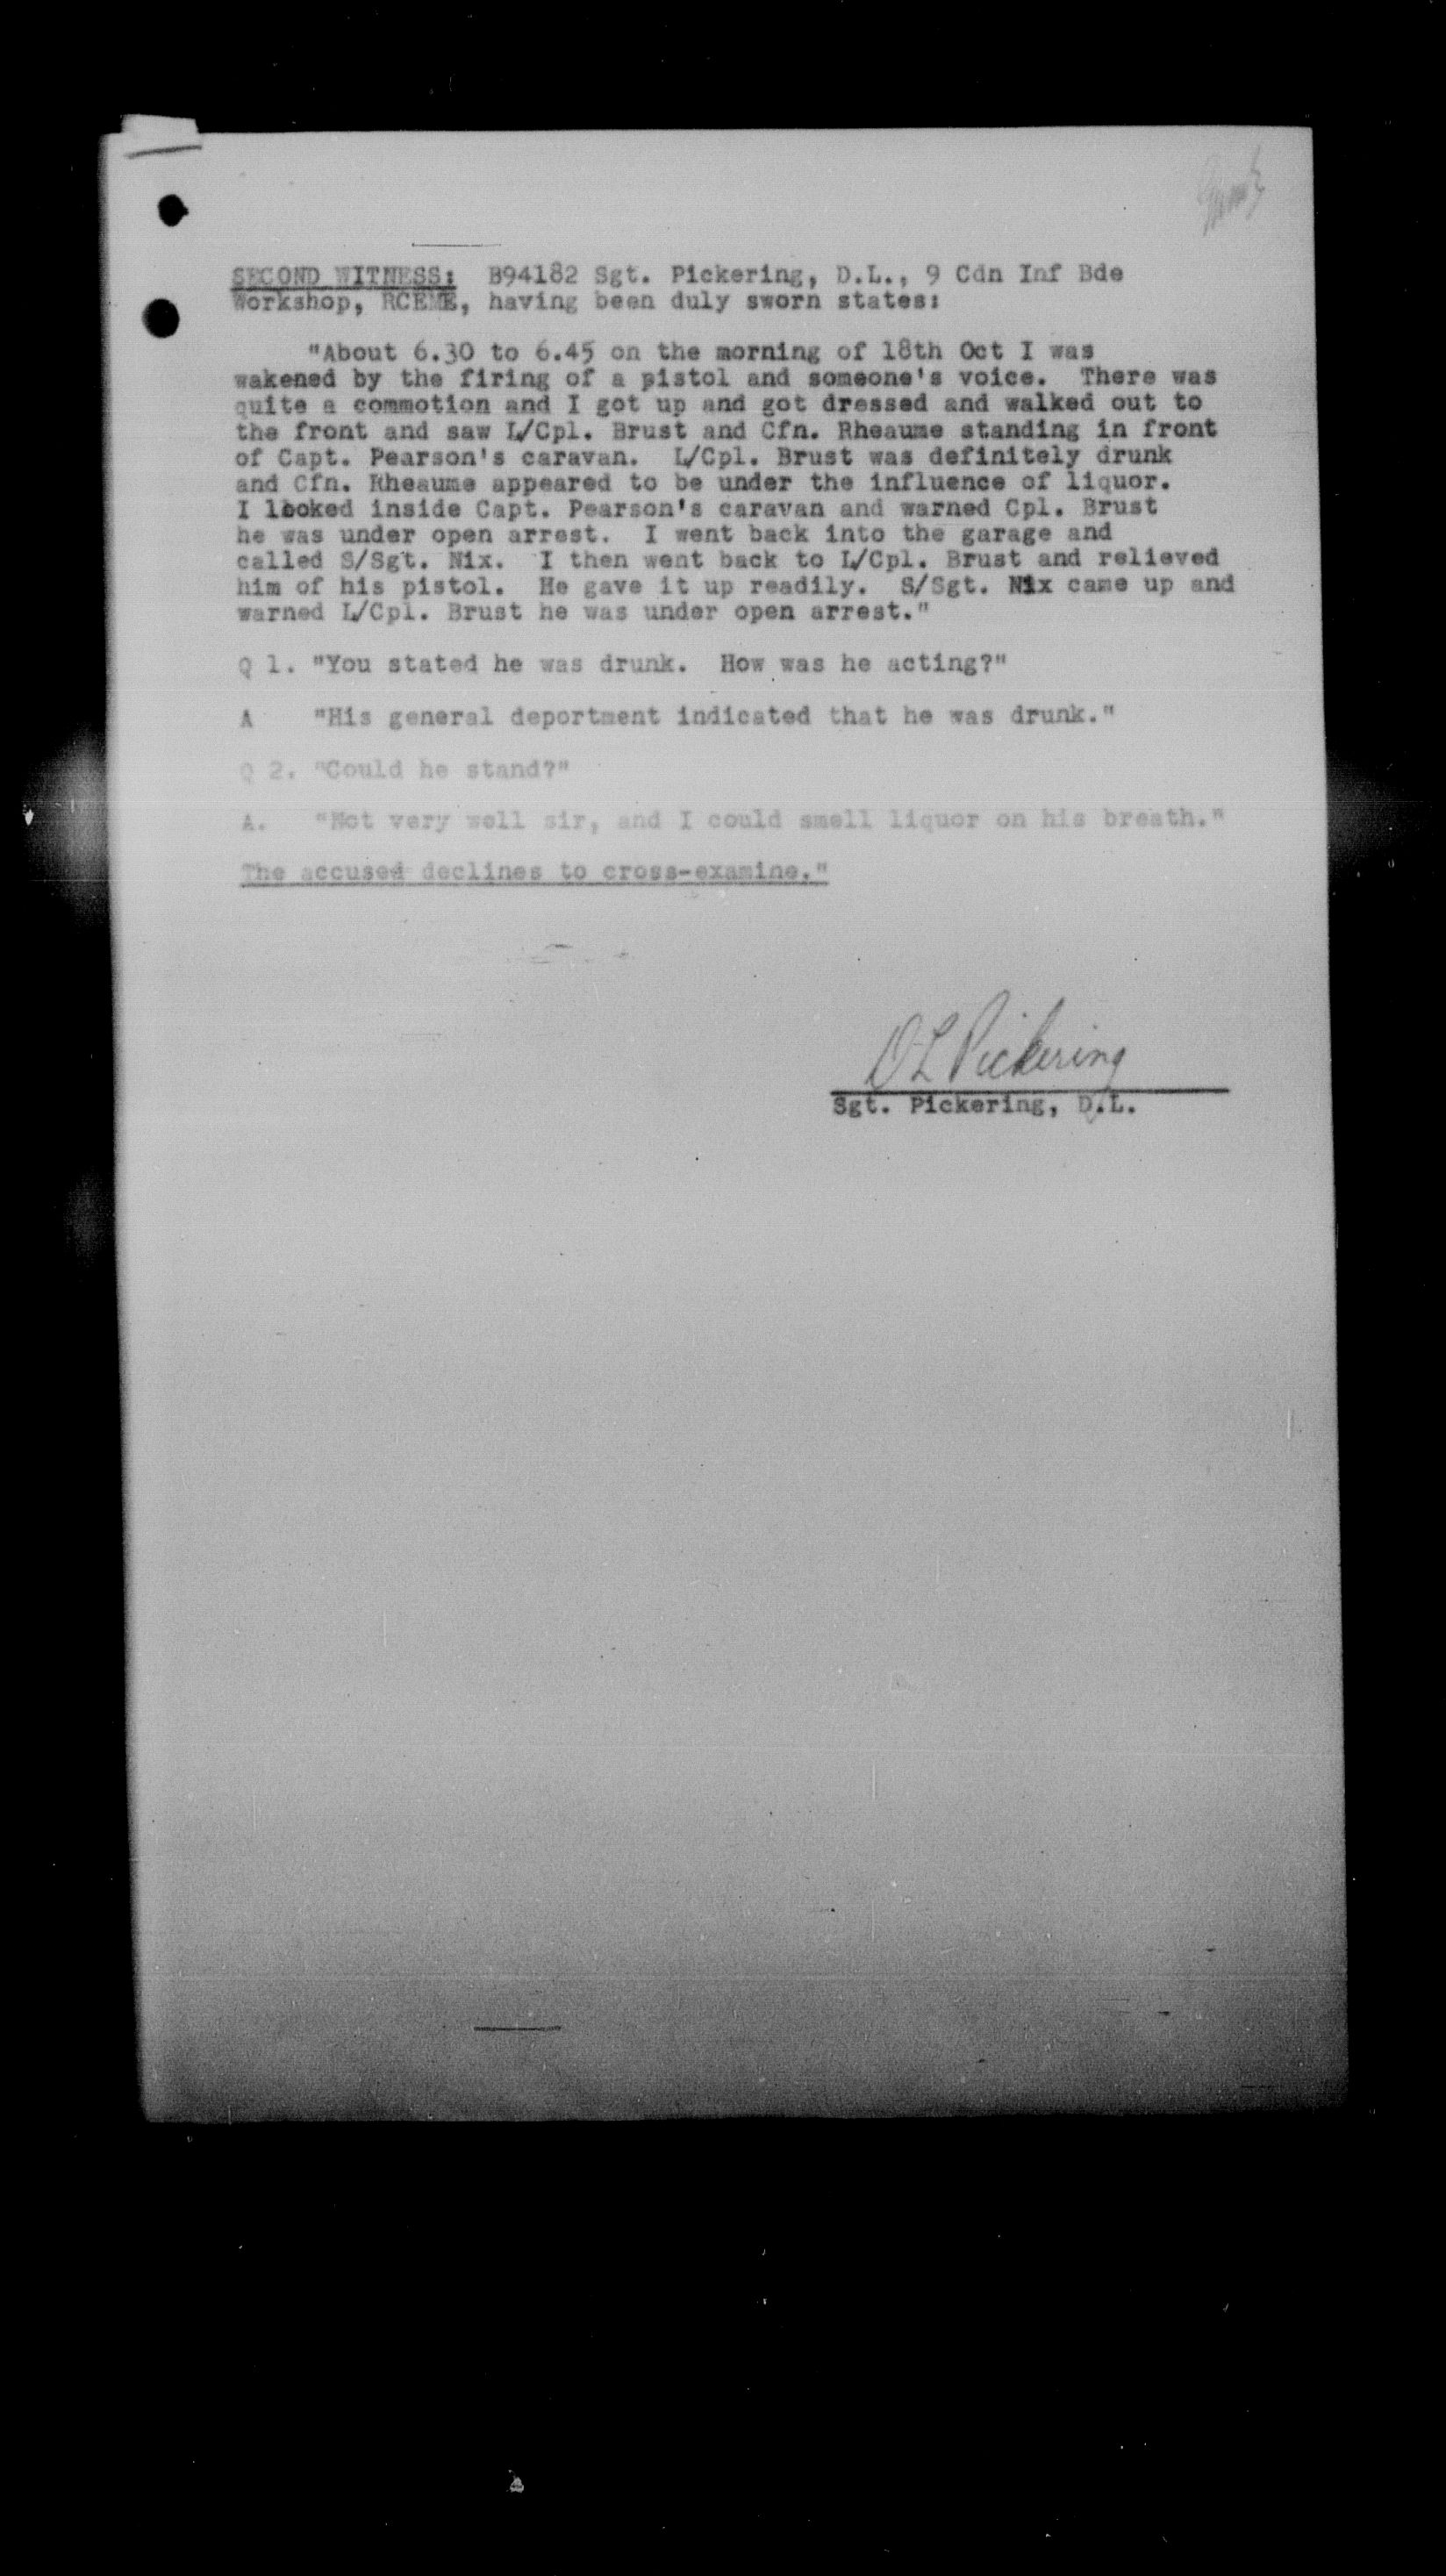 SECOND WITNESS: B94182 Sgt. Pickering, D.L., 9 Cdn Inf Bde
Workshop, RCEME, having been duly sworn states:
"About 6.30 to 6.45 on the morning of 18th Oct I was
wakened by the firing of a pistol and someone's voice. There was
quite a commotion and I got up and got dressed and walked out to
the front and saw L/Cpl. Brust and Cfn. Rheaume standing in front
of Capt. Pearson's caravan. L/Cpl. Brust was definitely drunk
and Cfn. Rheaume appeared to be under the influence of liquor.
I looked inside Capt. Pearson's caravan and warned Cpl. Brust
he was under open arrest. I went back into the garage and
called S/Sgt. Nix. I then went back to L/Cpl. Brust and relieved
him of his pistol. He gave it up readily. S/Sgt. Nix came up and
warned L/Cpl. Brust he was under open arrest."
Q 1. "You stated he was drunk. How was he acting?"
A "His general deportment indicated that he was drunk."
Q 2. "Could he stand?"
A. "Not very well sir, and I could smell liquor on his breath."
The accused declines to cross-examine."
D L Pickering
Sgt. Pickering, D.L.